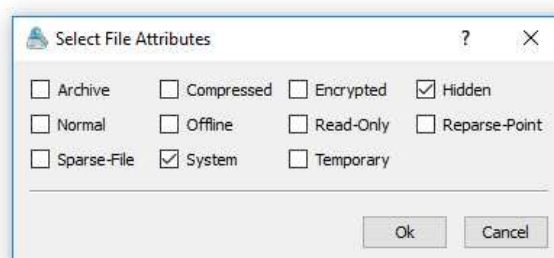 Select File Attributes ?
Archive Compressed Encrypted Hidden
Normal Offline Read-Only Reparse-Point
Sparse-File System Temporary
Ok Cancel